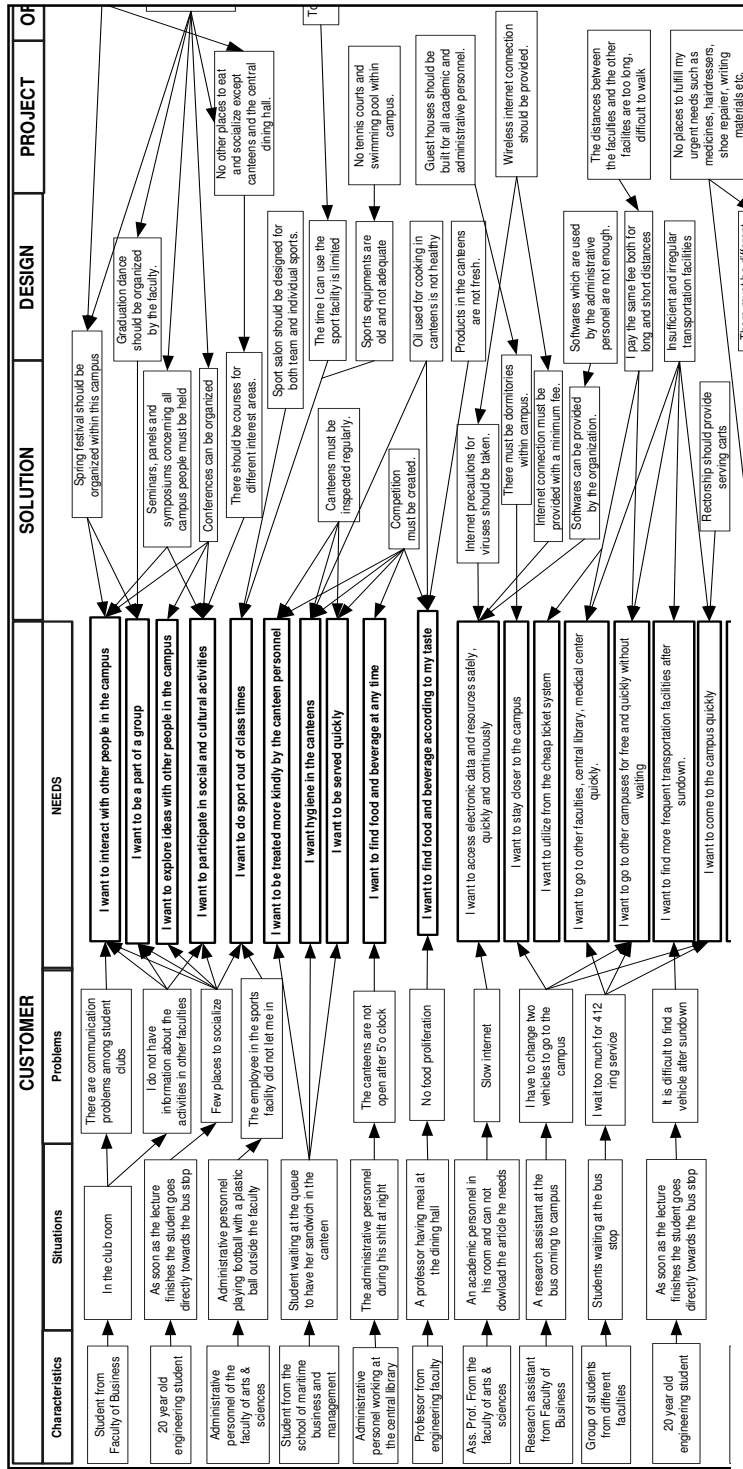 CUSTOMER
SOLUTION
DESIGN
PROJECT
OR
Characteristics
Situations
Problems
NEEDS
Student from
Faculty of Business
20 year old
engineering student
Administrative
personnel of the
faculty of arts &
sciences
Student from the
school of maritime
business and
management
Administrative
personel working at
the central library
Professor from
engineering faculty
Ass. Prof. From the
faculty of arts &
sciences
Research assistant
from Faculty of
Business
Group of students
from different
faculties
20 year old
engineering student
In the club room
As soon as the lecture
finishes the student goes
directly towards the bus stop
Administrative personnel
playing football with a plastic
ball outside the faculty
Student waiting at the queue
to have her sandwich in the
canteen
The administrative personnel
during his shift at night
A professor having meal at
the dining hall
An academic personnel in
his room and can not
dowload the article he needs
A research assistant at the
bus coming to campus
Students waiting at the bus
stop
As soon as the lecture
finishes the student goes
directly towards the bus stop
There are communication
problems among student
clubs
I do not have
information about the
activities in other faculties
Few places to socialize
The employee in the sports
facility did not let me in
The canteens are not
open after 5'o clock
No food proliferation
Slow internet
I have to change two
vehicles to go to the
campus
I wait too much for 412
ring service
It is difficult to find a
vehicle after sundown
I want to interact with other people in the campus
I want to be a part of a group
I want to explore ideas with other people in the campus
I want to participate in social and cultural activities
I want to do sport out of class times
I want to be treated more kindly by the canteen personnel
I want hygiene in the canteens
I want to be served quickly
I want to find food and beverage at any time
I want to find food and beverage according to my taste
I want to access electronic data and resources safely,
quickly and continuously
I want to stay closer to the campus
I want to utilize from the cheap ticket system
I want to go to other faculties, central library, medical center
quickly.
I want to go to other campuses for free and quickly without
waiting
I want to find more frequent transportation facilities after
sundown.
I want to come to the campus quickly
Spring festival should be
organized within this campus
Graduation dance
should be organized
by the faculty.
Seminars, panels and
symposiums concerning all
campus people must be held
Conferences can be organized
There should be courses for
different interest areas.
Sport salon should be designed for
both team and individual sports.
The time I can use the
sport facility is limited
Sports equipments are
old and not adequate
Canteens must be
inspected regularly.
Competition
must be created.
Oil used for cooking in
canteens is not healthy
Products in the canteens
are not fresh.
Internet precautions for
viruses should be taken.
There must be dormitories
within campus.
Internet connection must be
provided with a minimum fee.
Softwares can be provided
by the organization.
Softwares which are used
by the administrative
personel are not enough.
I pay the same fee both for
long and short distances
Insufficient and irregular
transportation facilities
Rectorship should provide
serving carts
No other places to eat
and socialize except
canteens and the central
dining hall.
To
No tennis courts and
swimming pool within
campus.
Guest houses should be
built for all academic and
administrative personnel.
Wireless internet connection
should be provided.
The distances between
the faculties and the other
facilites are too long,
difficult to walk
No places to fulfill my
urgent needs such as
medicines, hairdressers,
shoe repairer, writing
materials etc.